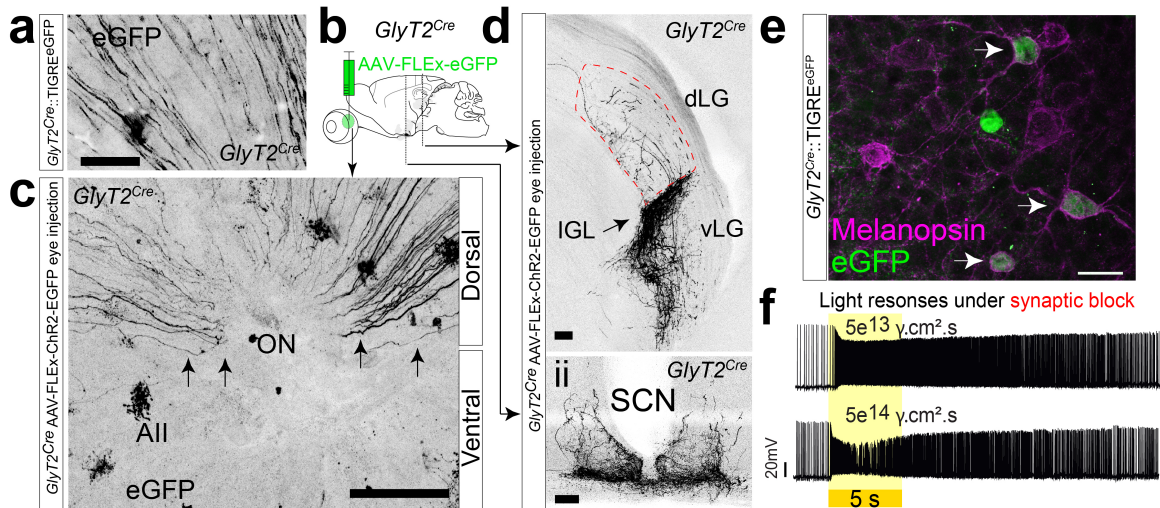 a
GlyT2Cre::TIGREeGFP
eGFP
GlyT2Cre
b
GlyT2Cre
AAV-FLEx-eGFP
c
GlyT2Cre AAV-FLEx-ChR2-EGFP eye injection
GlyT2Cre
ON
AII
eGFP
Dorsal
Ventral
d
GlyT2Cre AAV-FLEx-ChR2-EGFP eye injection
GlyT2Cre
dLG
IGL
vLG
ii
GlyT2Cre
SCN
e
GlyT2Cre::TIGREeGFP
Melanopsin
eGFP
f
Light resonses under synaptic block
5e13 γ.cm².s
5e14 γ.cm².s
20mV
5 s